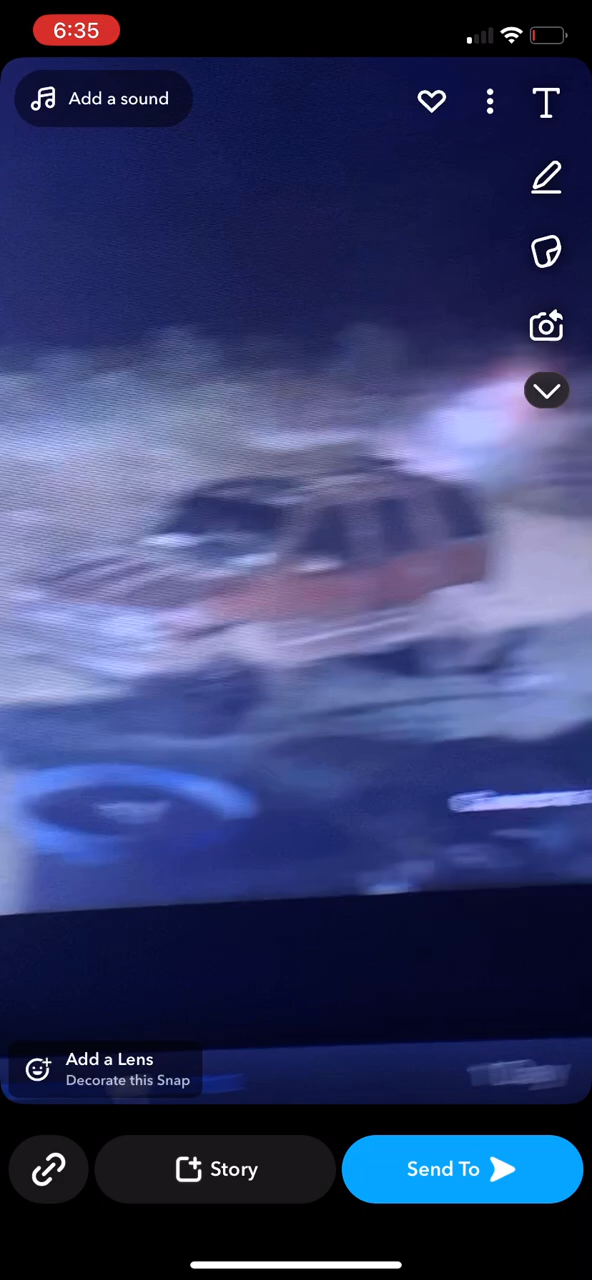 6:35
Add a sound
T
Add a Lens
Decorate this Snap
Story
Send To